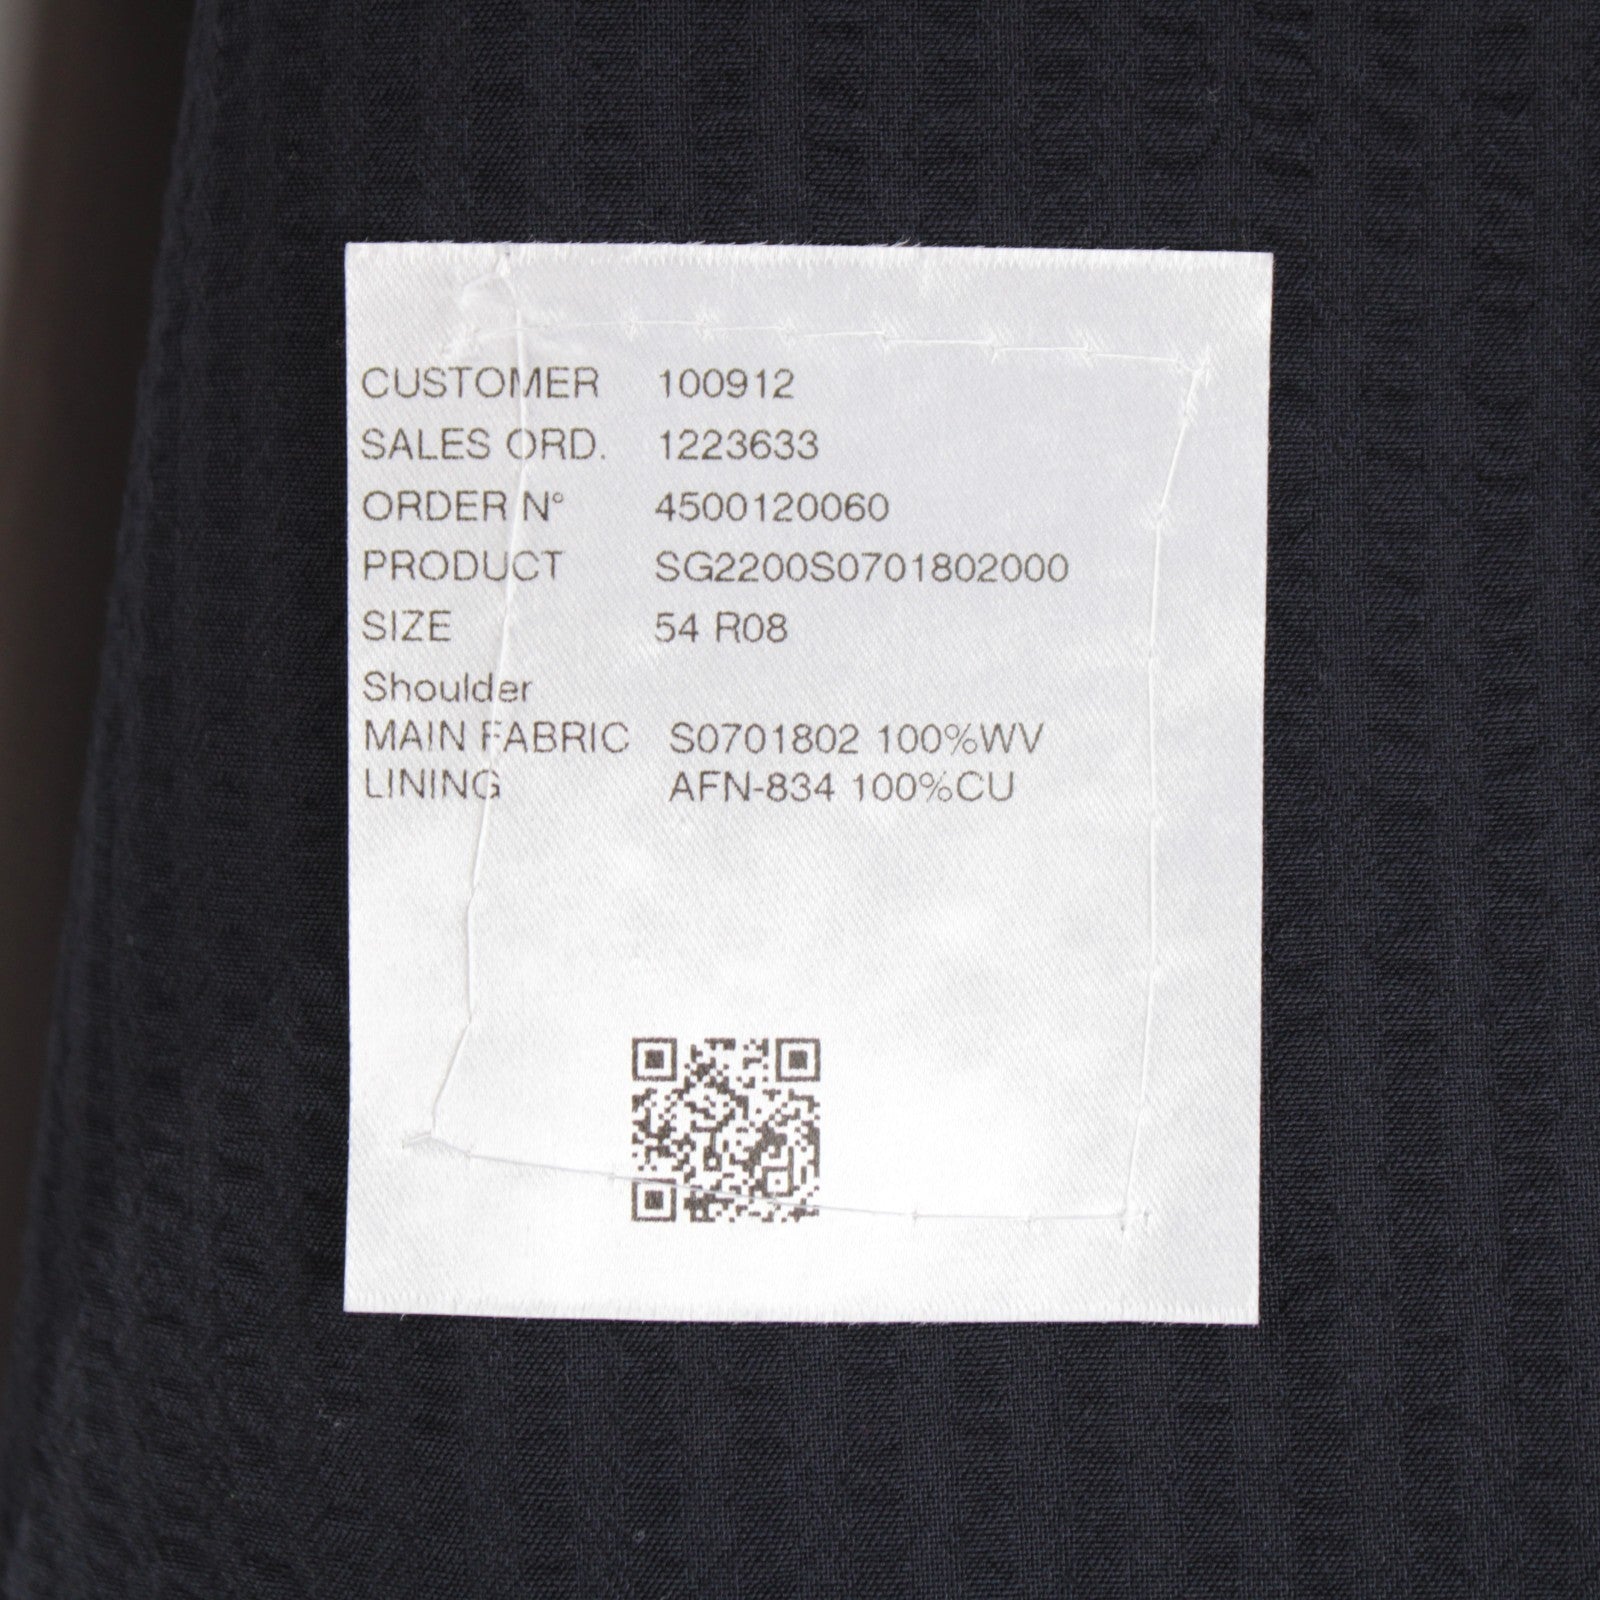 CUSTOMER 100912
SALES ORD. 1223633
ORDER N° 4500120060
PRODUCT SG2200S0701802000
SIZE 54 R08
Shoulder
MAIN FABRIC S0701802 100%WV
LINING AFN-834 100%CU